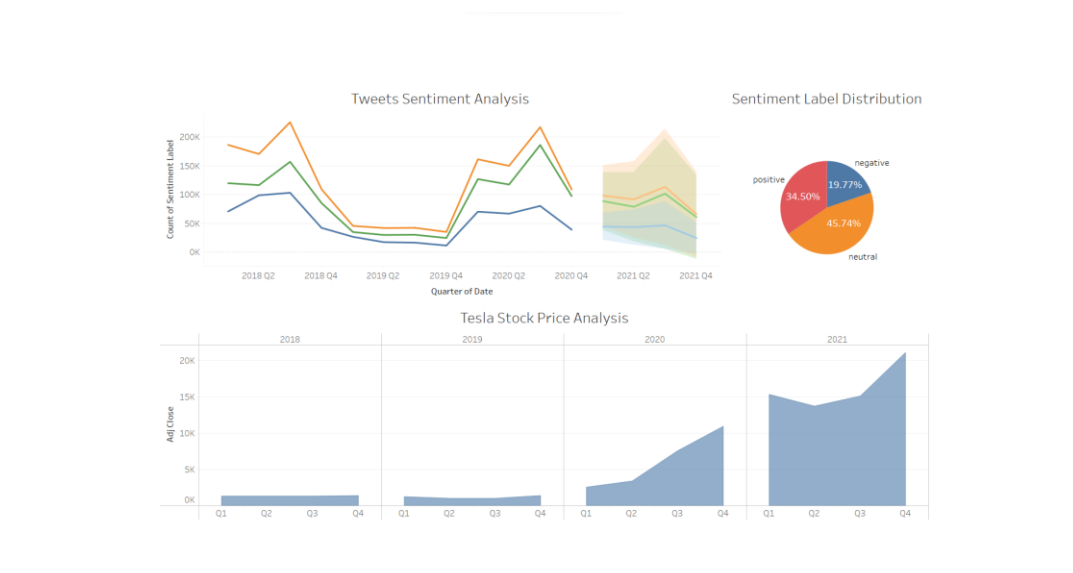 Tweets Sentiment Analysis
Sentiment Label Distribution
Count of Sentiment Label
200K
150K
100K
50K
0K
2018 Q2 2018 Q4 2019 Q2 2019 Q4 2020 Q2 2020 Q4 2021 Q2 2021 Q4
Quarter of Date
negative
positive
19.77%
34.50%
45.74%
neutral
Tesla Stock Price Analysis
2018 2019 2020 2021
Adj Close
20K
15K
10K
5K
0K
Q1 Q2 Q3 Q4 Q1 Q2 Q3 Q4 Q1 Q2 Q3 Q4 Q1 Q2 Q3 Q4